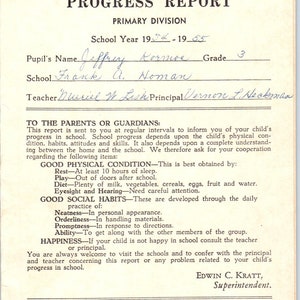 PROGRESS REPORT
PRIMARY DIVISION
School Year 1954 - 1955
Pupil's Name Jeffrey Grade 3
School Frank A. Homan
Teacher Muriel W. Principal Vernon
TO THE PARENTS OR GUARDIANS:
This report is sent to you at regular intervals to inform you of your child's
progress in school. School progress depends upon the child's physical con-
dition, habits, attitudes and skills. It also depends upon a complete understand-
ing between the home and the school. We therefore ask for your cooperation
regarding the following items:
GOOD PHYSICAL CONDITION—This is best obtained by:
Rest—At least 10 hours of sleep.
Play—Out of doors after school.
Diet—Plenty of milk, vegetables, cereals, eggs, fruit and water.
Eyesight and Hearing—Need careful attention.
GOOD SOCIAL HABITS—These are developed through the daily
practice of:
Neatness—In personal appearance.
Orderliness—In handling materials.
Promptness—In response to directions.
Ability—To get along with the other members of the group.
HAPPINESS—If your child is not happy in school consult the teacher
or principal.
You are always welcome to visit the schools and to confer with the principal
and teacher concerning this report or any problem related to your child's
progress in school.
EDWIN C. KRATT,
Superintendent.